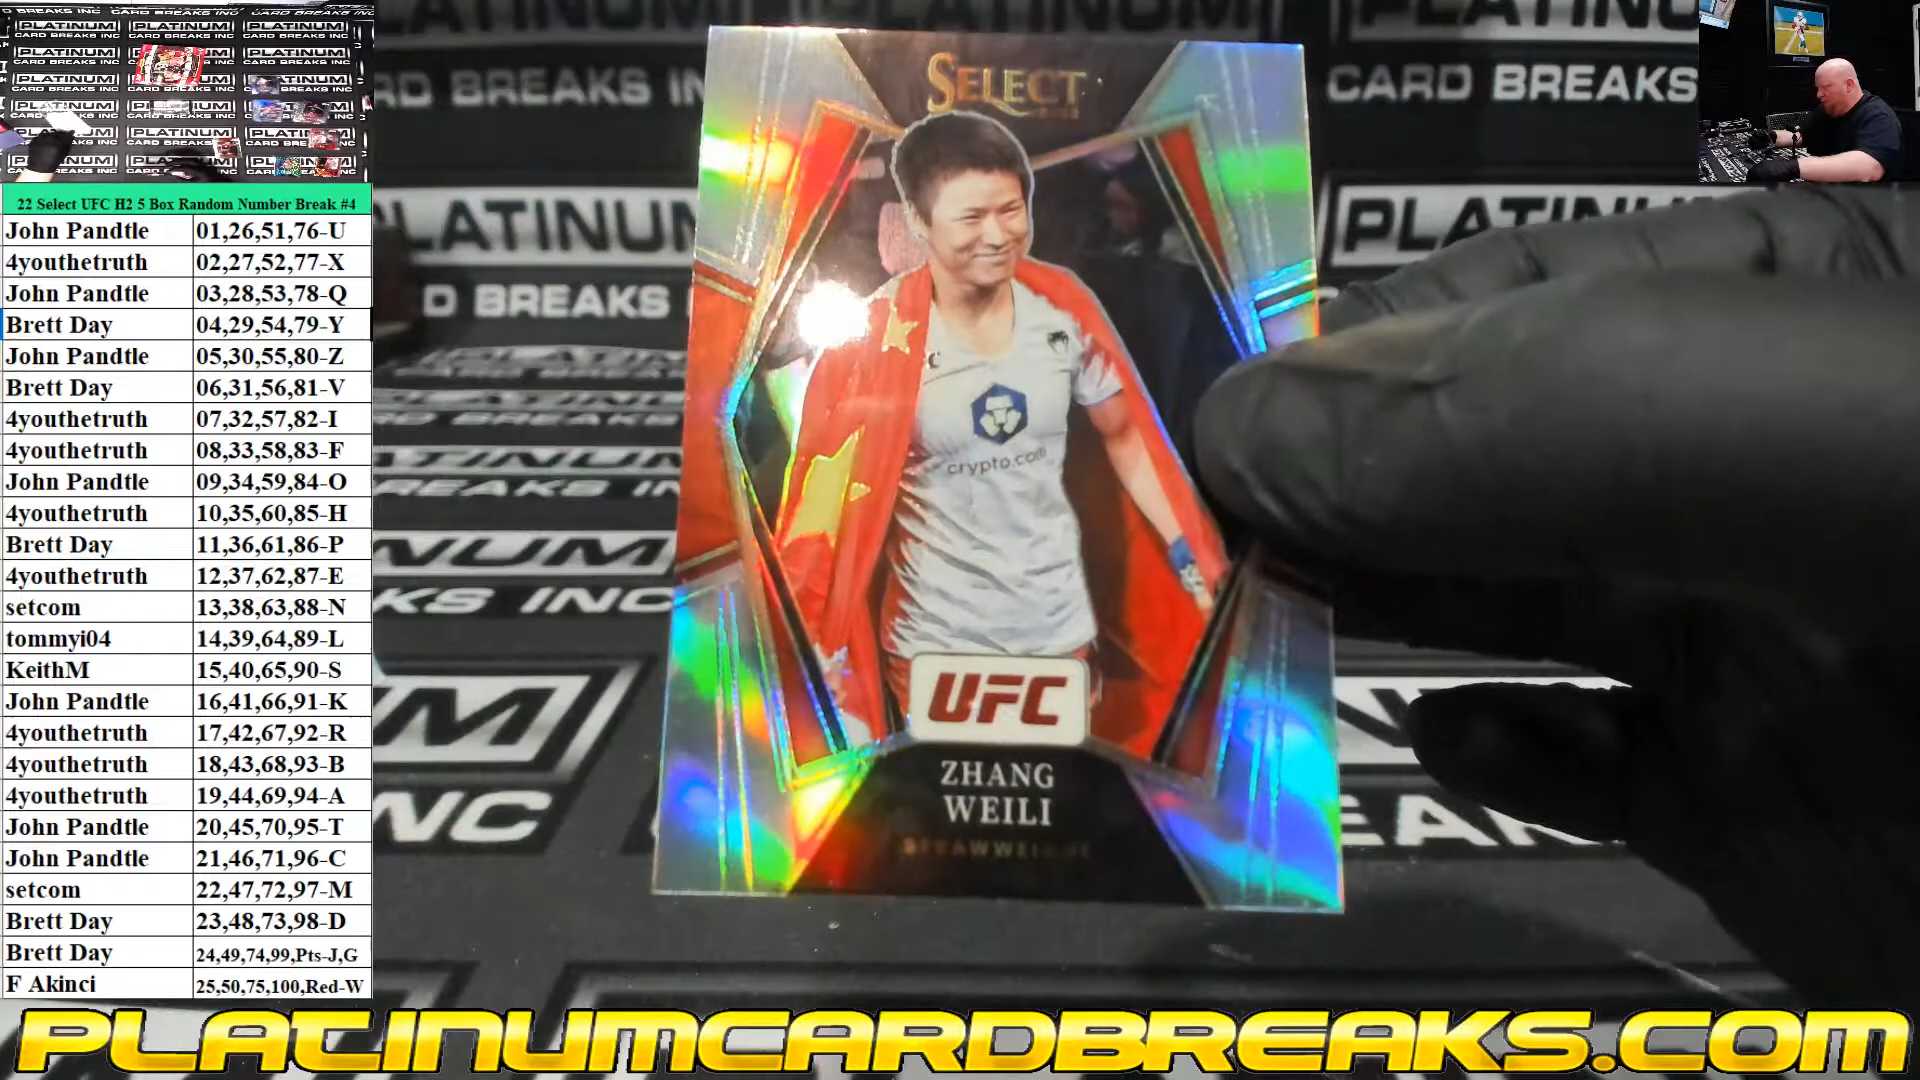 22 Select UFC H2 5 Box Random Number Break #4
John Pandtle 01,26,51,76-U
4youthetruth 02,27,52,77-X
John Pandtle 03,28,53,78-Q
Brett Day 04,29,54,79-Y
John Pandtle 05,30,55,80-Z
Brett Day 06,31,56,81-V
4youthetruth 07,32,57,82-I
4youthetruth 08,33,58,83-F
John Pandtle 09,34,59,84-O
4youthetruth 10,35,60,85-H
Brett Day 11,36,61,86-P
4youthetruth 12,37,62,87-E
setcom 13,38,63,88-N
tommyi04 14,39,64,89-L
KeithM 15,40,65,90-S
John Pandtle 16,41,66,91-K
4youthetruth 17,42,67,92-R
4youthetruth 18,43,68,93-B
4youthetruth 19,44,69,94-A
John Pandtle 20,45,70,95-T
John Pandtle 21,46,71,96-C
setcom 22,47,72,97-M
Brett Day 23,48,73,98-D
Brett Day 24,49,74,99,Pts-J,G
F Akinci 25,50,75,100,Red-W
SELECT
crypto.com
UFC
ZHANG
WEILI
STRAWWEIGHT
PLATINUM
CARD BREAKS
PLATINUMCARDBREAKS.COM